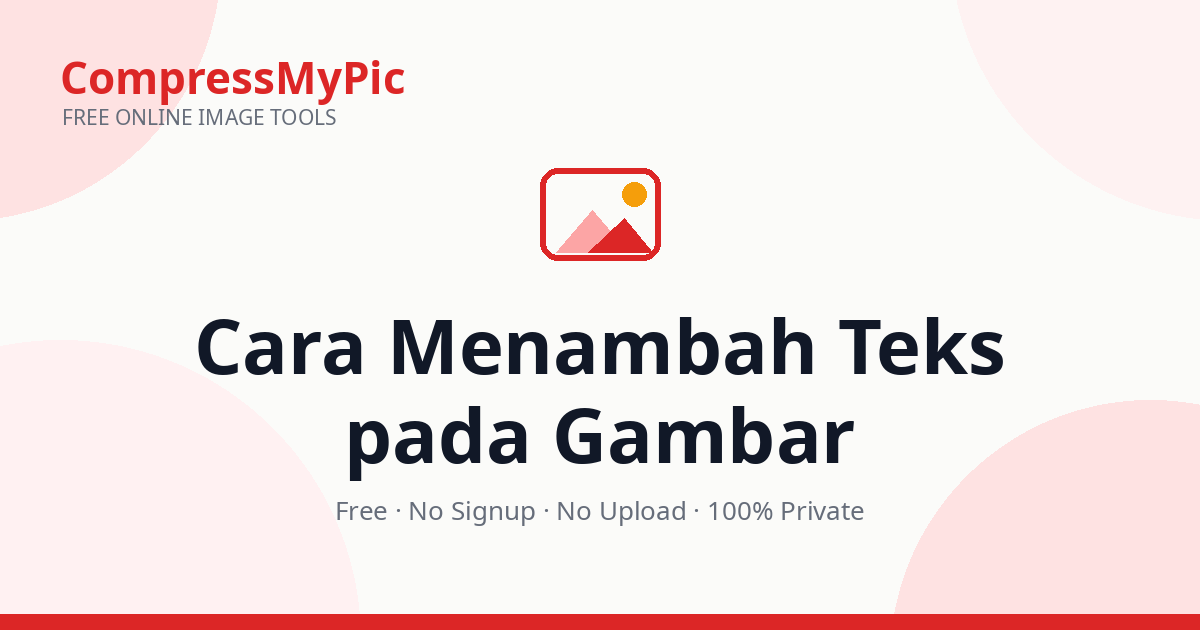 CompressMyPic
FREE ONLINE IMAGE TOOLS
Cara Menambah Teks
pada Gambar
Free · No Signup · No Upload · 100% Private